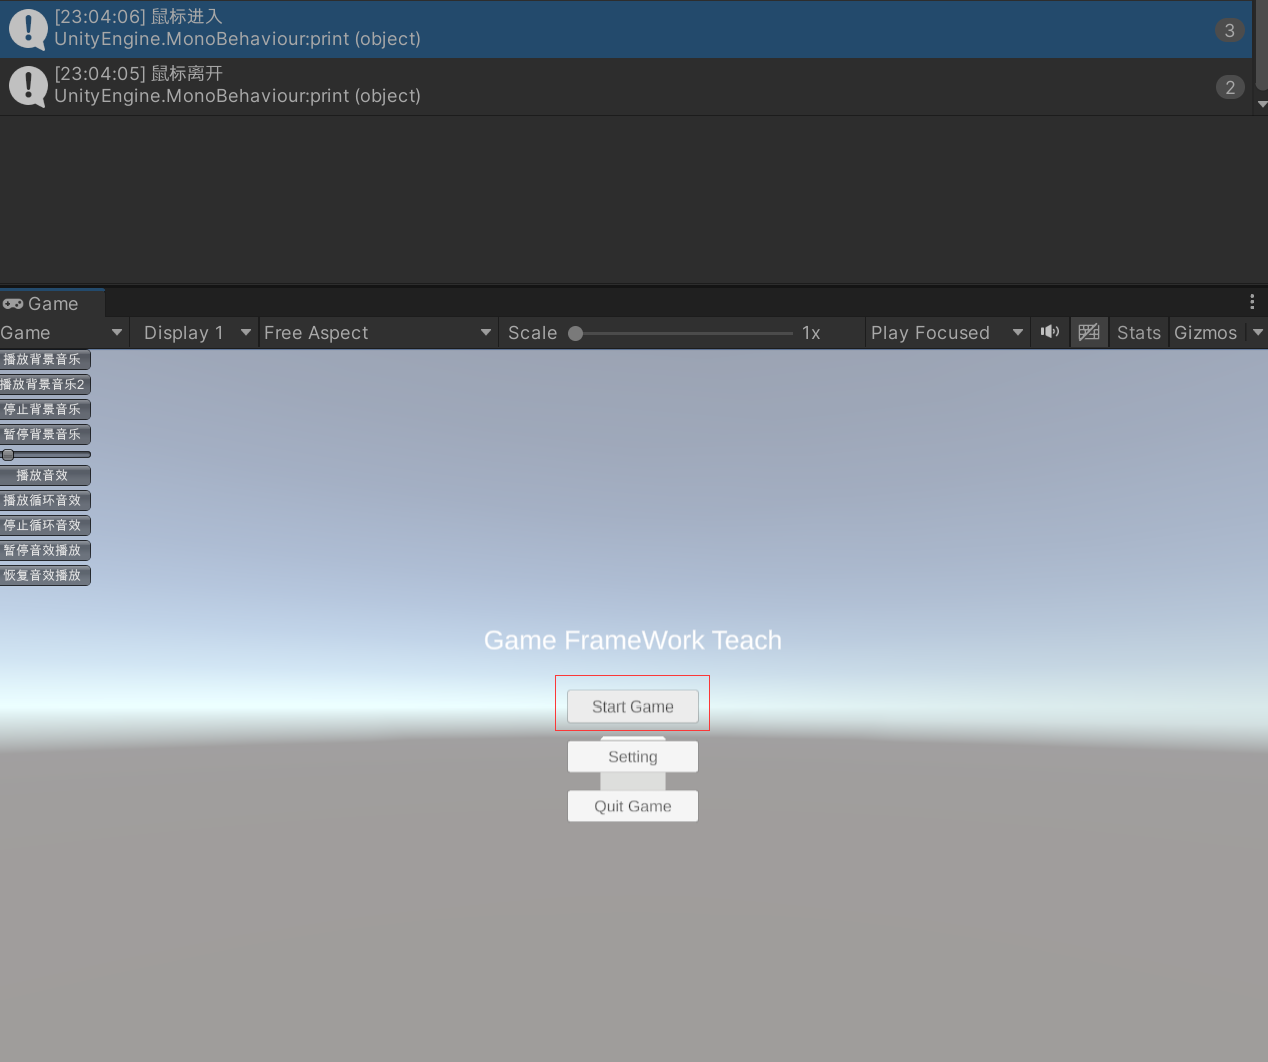 [23:04:06] 鼠标进入
UnityEngine.MonoBehaviour:print (object)
3
[23:04:05] 鼠标离开
UnityEngine.MonoBehaviour:print (object)
2
Game
Game Display 1 Free Aspect Scale 1x Play Focused Stats Gizmos
播放背景音乐
播放背景音乐2
停止背景音乐
暂停背景音乐
播放音效
播放循环音效
停止循环音效
暂停音效播放
恢复音效播放
Game FrameWork Teach
Start Game
Setting
Quit Game